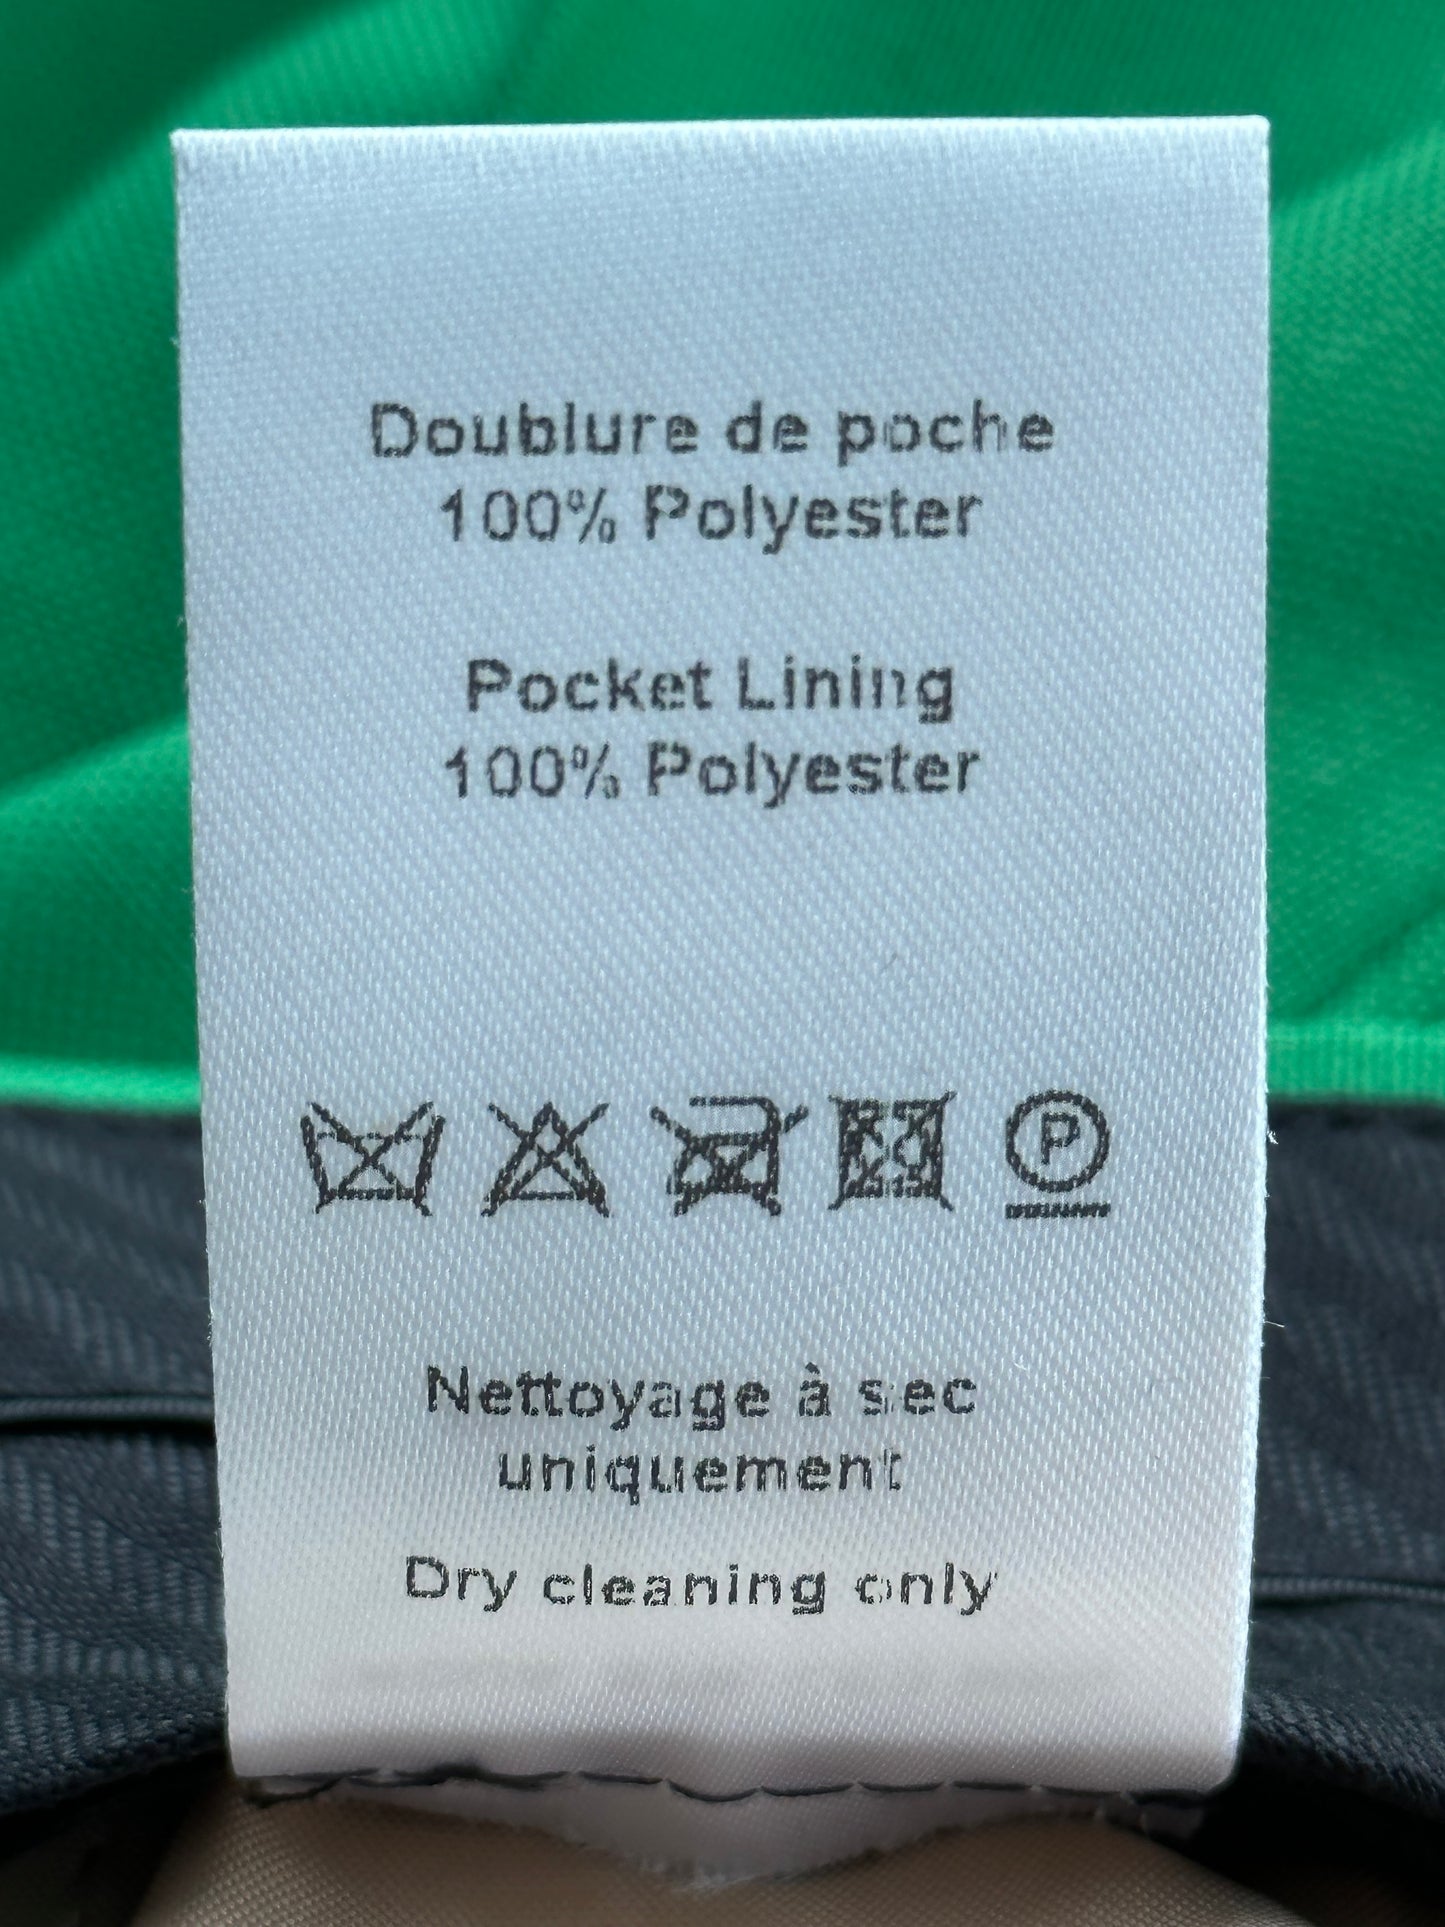 Doublure de poche
100% Polyester
Pocket Lining
100% Polyester
P
Nettoyage à sec
uniquement
Dry cleaning only